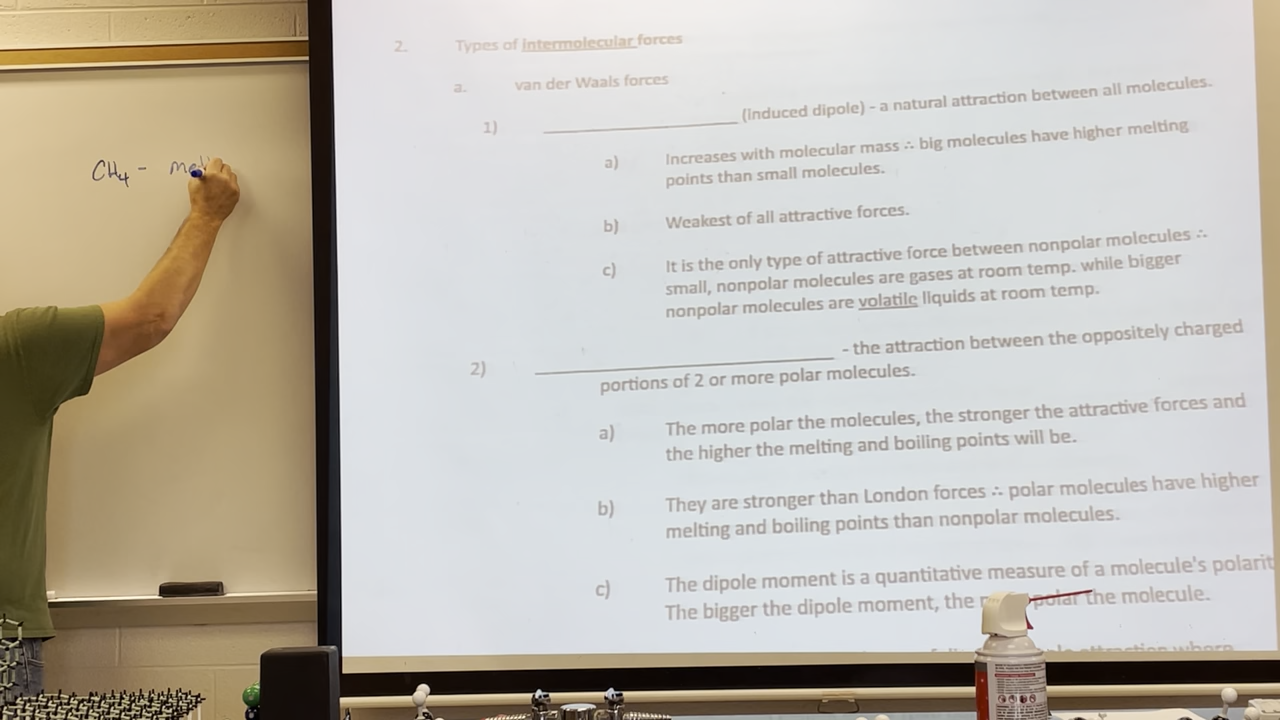 CH4 -
2. Types of intermolecular forces
a. van der Waals forces
1) (induced dipole) - a natural attraction between all molecules.
a) Increases with molecular mass ∴ big molecules have higher melting
points than small molecules.
b) Weakest of all attractive forces.
c) It is the only type of attractive force between nonpolar molecules ∴
small, nonpolar molecules are gases at room temp. while bigger
nonpolar molecules are volatile liquids at room temp.
2) - the attraction between the oppositely charged
portions of 2 or more polar molecules.
a) The more polar the molecules, the stronger the attractive forces and
the higher the melting and boiling points will be.
b) They are stronger than London forces ∴ polar molecules have higher
melting and boiling points than nonpolar molecules.
c) The dipole moment is a quantitative measure of a molecule's polarit
The bigger the dipole moment, the polar the molecule.